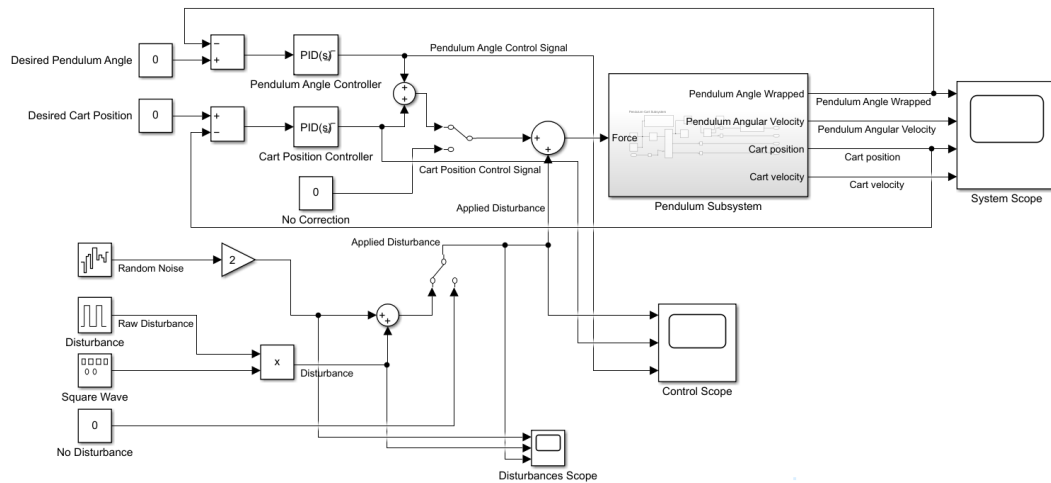 Desired Pendulum Angle
0
−
+
PID(s)
Pendulum Angle Controller
Pendulum Angle Control Signal
Desired Cart Position
0
+
−
PID(s)
Cart Position Controller
Cart Position Control Signal
+
+
0
No Correction
+
+
Force
Pendulum Angle Wrapped
Pendulum Angular Velocity
Cart position
Cart velocity
Pendulum Subsystem
Pendulum Angle Wrapped
Pendulum Angular Velocity
Cart position
Cart velocity
System Scope
Applied Disturbance
Applied Disturbance
Random Noise
2
Raw Disturbance
Disturbance
+
+
x
Disturbance
Square Wave
0
No Disturbance
Control Scope
Disturbances Scope